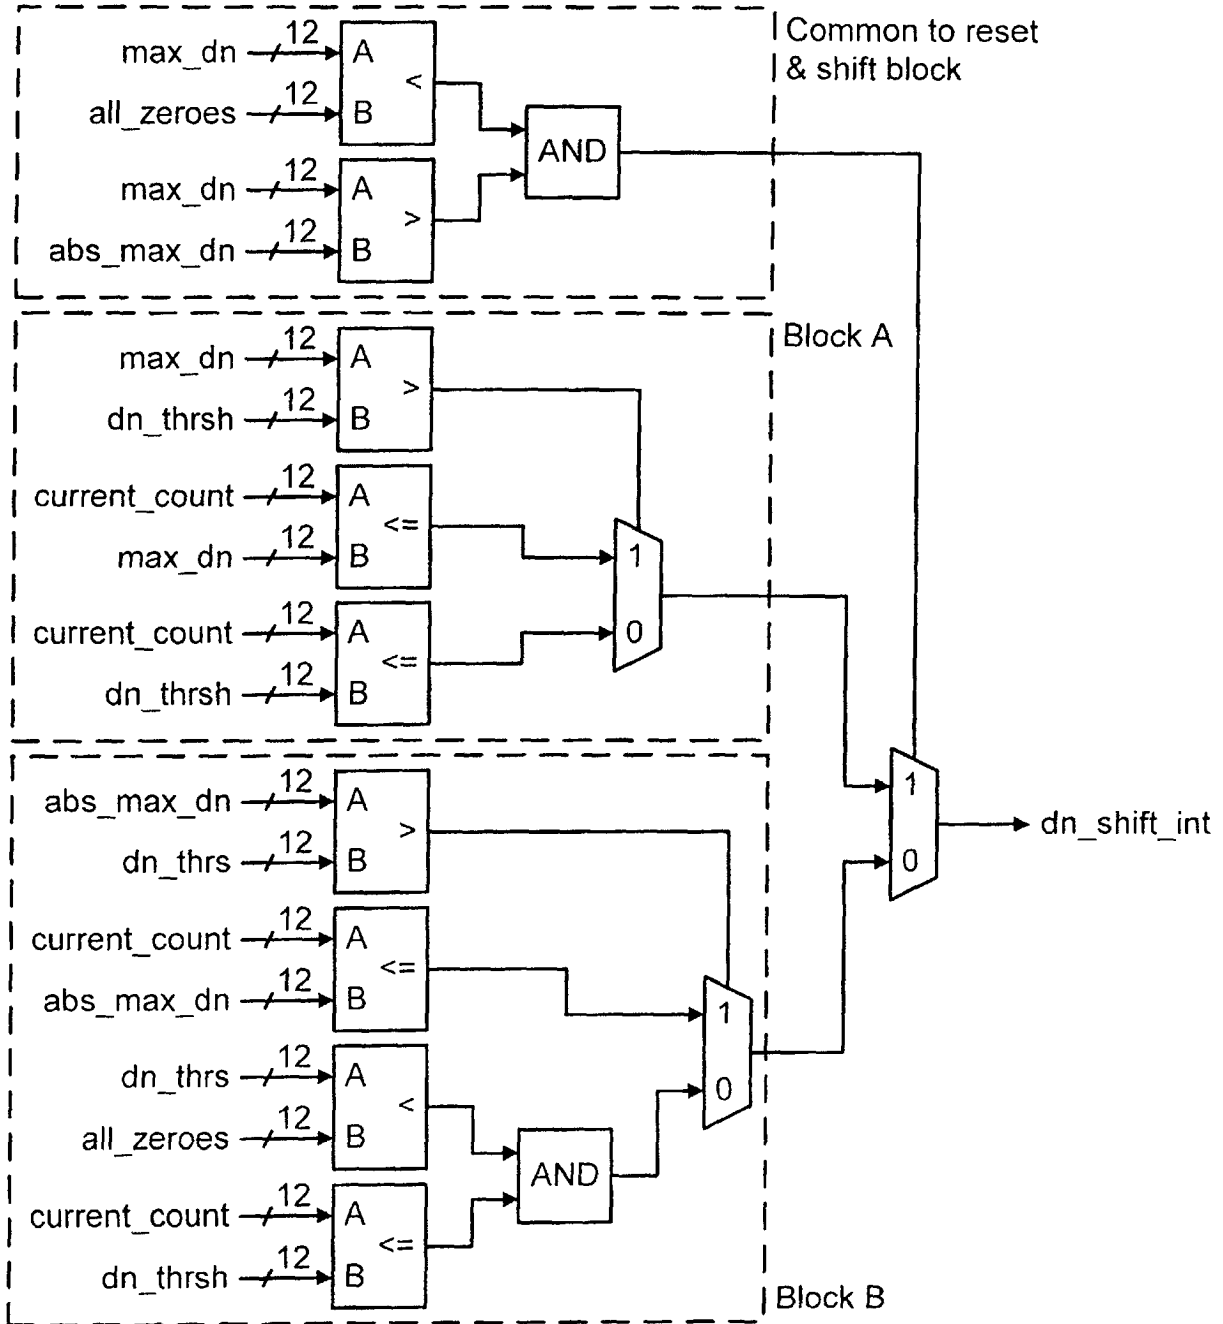 Common to reset
& shift block
max_dn 12 A
<
all_zeroes 12 B
AND
max_dn 12 A
>
abs_max_dn 12 B
Block A
max_dn 12 A
>
dn_thrsh 12 B
current_count 12 A
<=
max_dn 12 B
1
current_count 12 A
0
<=
dn_thrsh 12 B
Block B
abs_max_dn 12 A
>
dn_thrs 12 B
1
0
dn_shift_int
current_count 12 A
<=
abs_max_dn 12 B
1
dn_thrs 12 A
0
<
all_zeroes 12 B
AND
current_count 12 A
<=
dn_thrsh 12 B